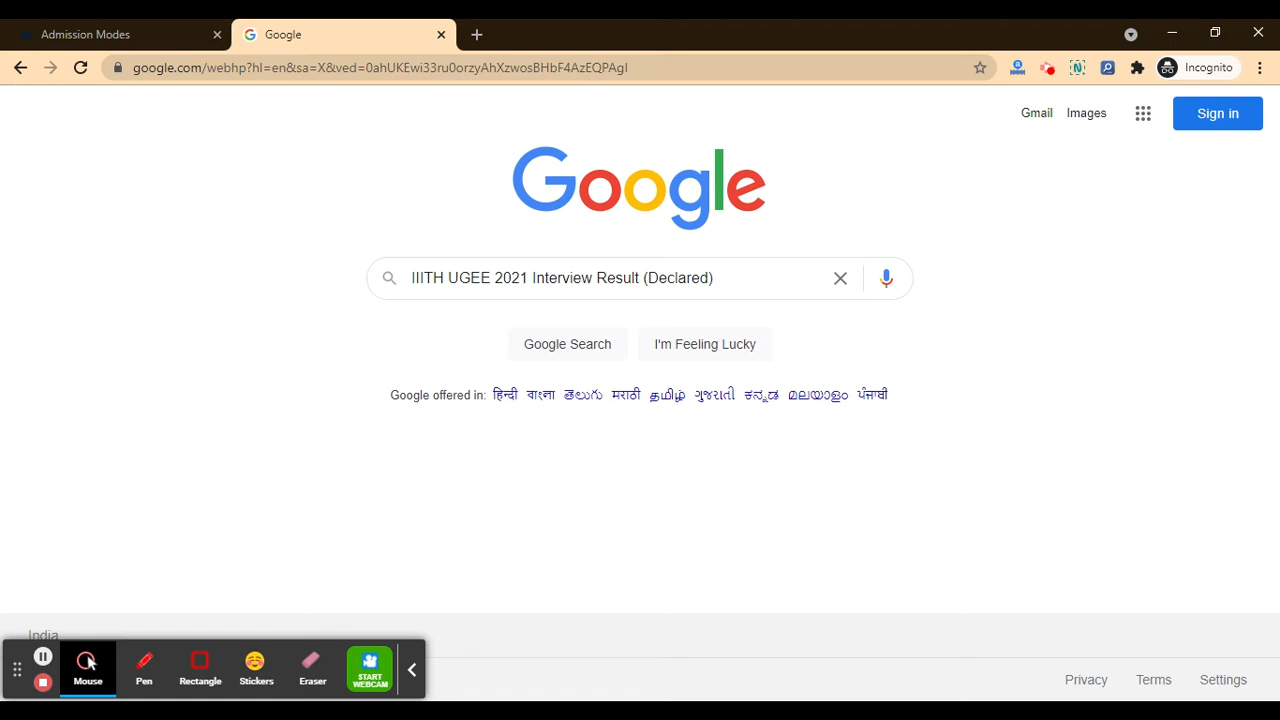 Admission Modes
Google
google.com/webhp?hl=en&sa=X&ved=0ahUKEwi33ru0orzyAhXzwosBHbF4AzEQPAgI
Incognito
Gmail Images Sign in
Google
IIITH UGEE 2021 Interview Result (Declared)
Google Search I'm Feeling Lucky
Google offered in: हिन्दी বাংলা తెలుగు मराठी தமிழ் ગુજરાતી ಕನ್ನಡ മലയാളം ਪੰਜਾਬੀ
India
Mouse Pen Rectangle Stickers Eraser START WEBCAM
Privacy Terms Settings